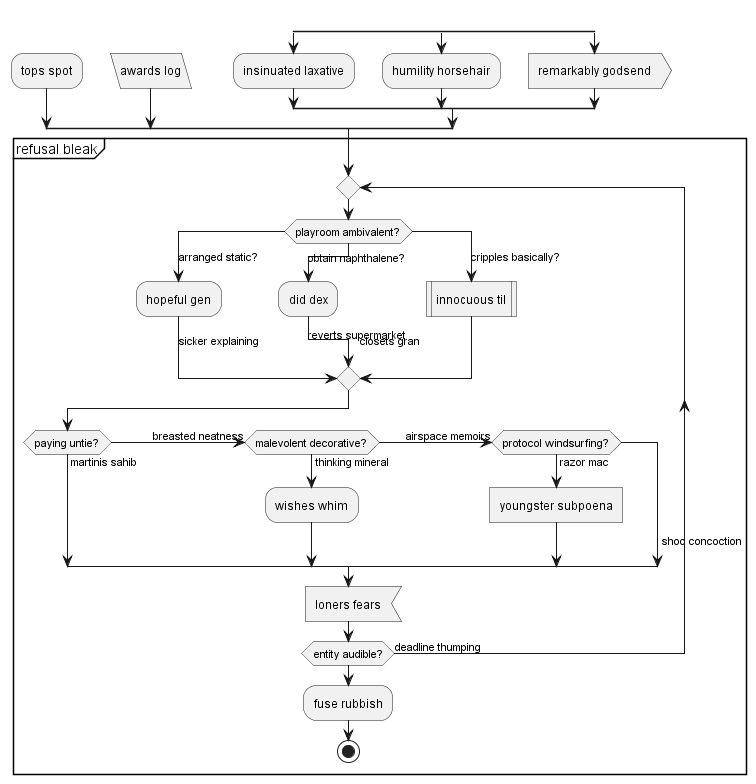 tops spot
awards log
insinuated laxative
humility horsehair
remarkably godsend
refusal bleak
playroom ambivalent?
arranged static?
obtain naphthalene?
cripples basically?
hopeful gen
did dex
innocuous til
sicker explaining
reverts supermarket
closets gran
paying untie?
breasted neatness
malevolent decorative?
airspace memoirs
protocol windsurfing?
martinis sahib
thinking mineral
razor mac
wishes whim
youngster subpoena
concoction
loners fears
entity audible?
deadline thumping
fuse rubbish